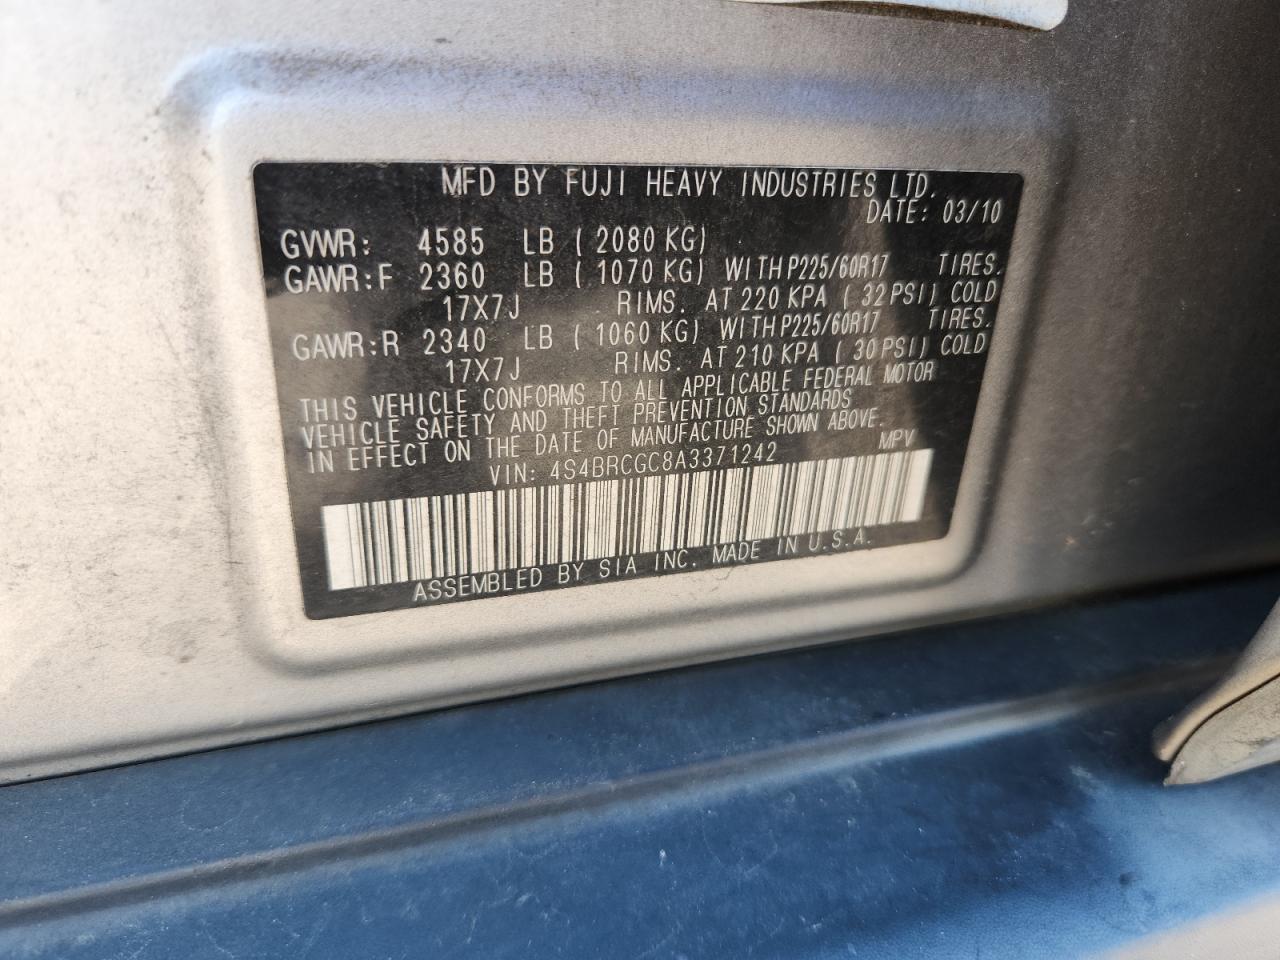 MFD BY FUJI HEAVY INDUSTRIES LTD.
DATE: 03/10
GVWR: 4585 LB ( 2080 KG)
GAWR:F 2360 LB ( 1070 KG) WITH P225/60R17 TIRES.
17X7J RIMS. AT 220 KPA ( 32 PSI) COLD
GAWR:R 2340 LB ( 1060 KG) WITH P225/60R17 TIRES.
17X7J RIMS. AT 210 KPA ( 30 PSI) COLD
THIS VEHICLE CONFORMS TO ALL APPLICABLE FEDERAL MOTOR
VEHICLE SAFETY AND THEFT PREVENTION STANDARDS
IN EFFECT ON THE DATE OF MANUFACTURE SHOWN ABOVE.
VIN: 4S4BRCGC8A3371242 MPV
ASSEMBLED BY SIA INC. MADE IN U.S.A.